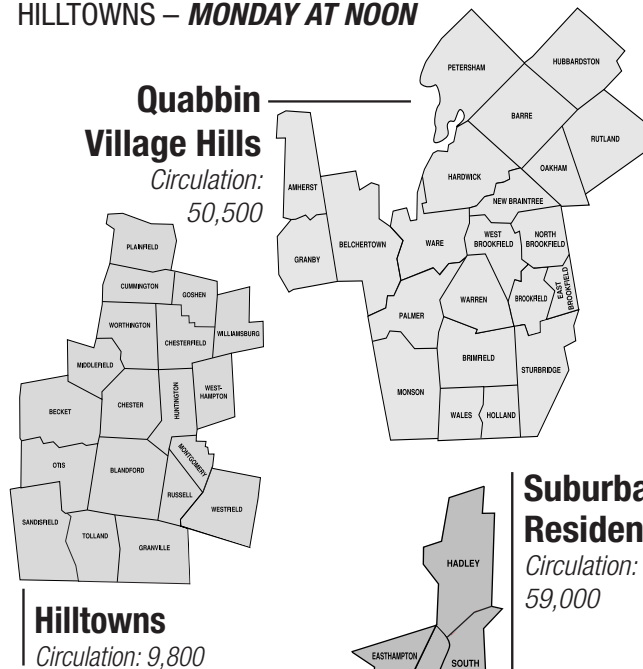 HILLTOWNS – MONDAY AT NOON
Quabbin
Village Hills
Circulation:
50,500
PETERSHAM
HUBBARDSTON
BARRE
RUTLAND
OAKHAM
HARDWICK
NEW BRAINTREE
AMHERST
BELCHERTOWN
GRANBY
WARE
WEST
BROOKFIELD
NORTH
BROOKFIELD
WARREN
BROOKFIELD
EAST
BROOKFIELD
PALMER
BRIMFIELD
STURBRIDGE
MONSON
WALES
HOLLAND
PLAINFIELD
CUMMINGTON
GOSHEN
WORTHINGTON
CHESTERFIELD
WILLIAMSBURG
MIDDLEFIELD
WEST-
HAMPTON
HUNTINGTON
CHESTER
BECKET
MONTGOMERY
OTIS
BLANDFORD
RUSSELL
WESTFIELD
SANDISFIELD
TOLLAND
GRANVILLE
Hilltowns
Circulation: 9,800
Suburba
Residen
Circulation:
59,000
HADLEY
EASTHAMPTON
SOUTH